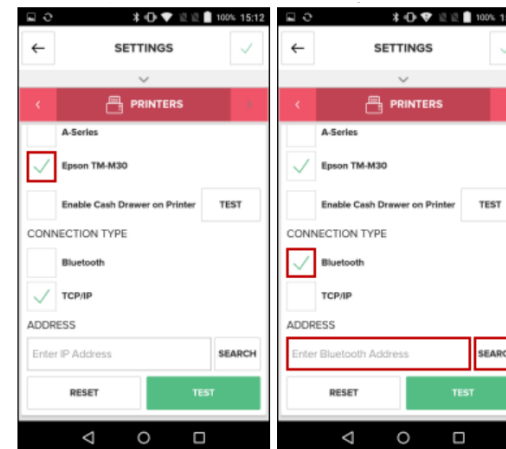 100% 15:12
SETTINGS
PRINTERS
A-Series
Epson TM-M30
Enable Cash Drawer on Printer
TEST
CONNECTION TYPE
Bluetooth
TCP/IP
ADDRESS
Enter IP Address
SEARCH
RESET
TEST
100%
SETTINGS
PRINTERS
A-Series
Epson TM-M30
Enable Cash Drawer on Printer
TEST
CONNECTION TYPE
Bluetooth
TCP/IP
ADDRESS
Enter Bluetooth Address
RESET
TEST